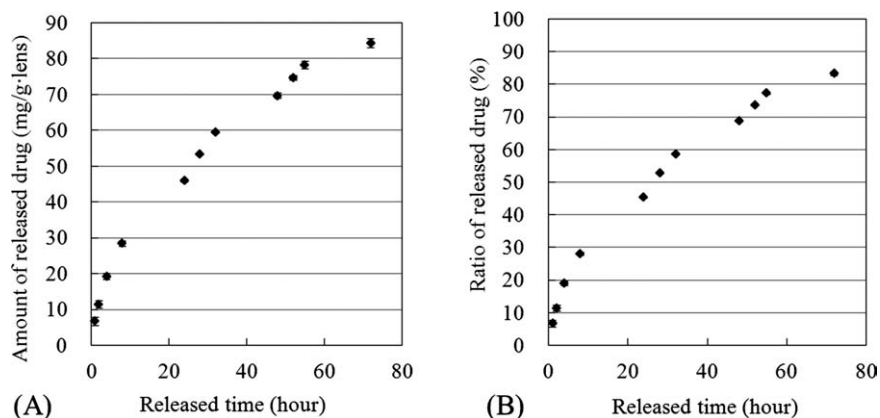 Amount of released drug (mg/g·lens)
90
80
70
60
50
40
30
20
10
0
0 20 40 60 80
Released time (hour)
(A)
Ratio of released drug (%)
100
90
80
70
60
50
40
30
20
10
0
0 20 40 60 80
Released time (hour)
(B)